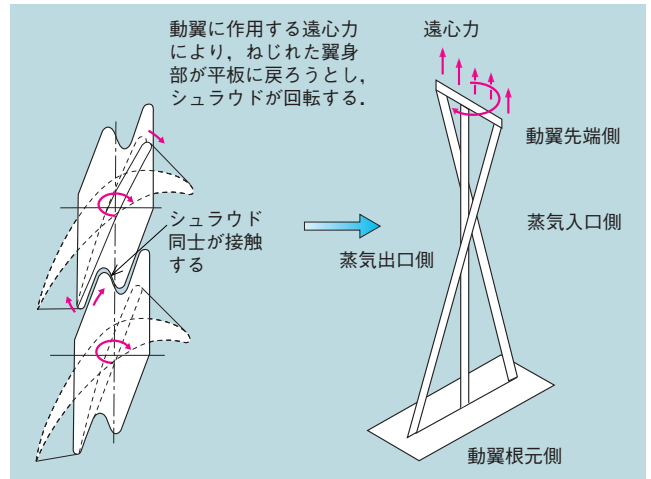 動翼に作用する遠心力
により，ねじれた翼身
部が平板に戻ろうとし，
シュラウドが回転する．
シュラウド
同士が接触
する
遠心力
動翼先端側
蒸気入口側
蒸気出口側
動翼根元側